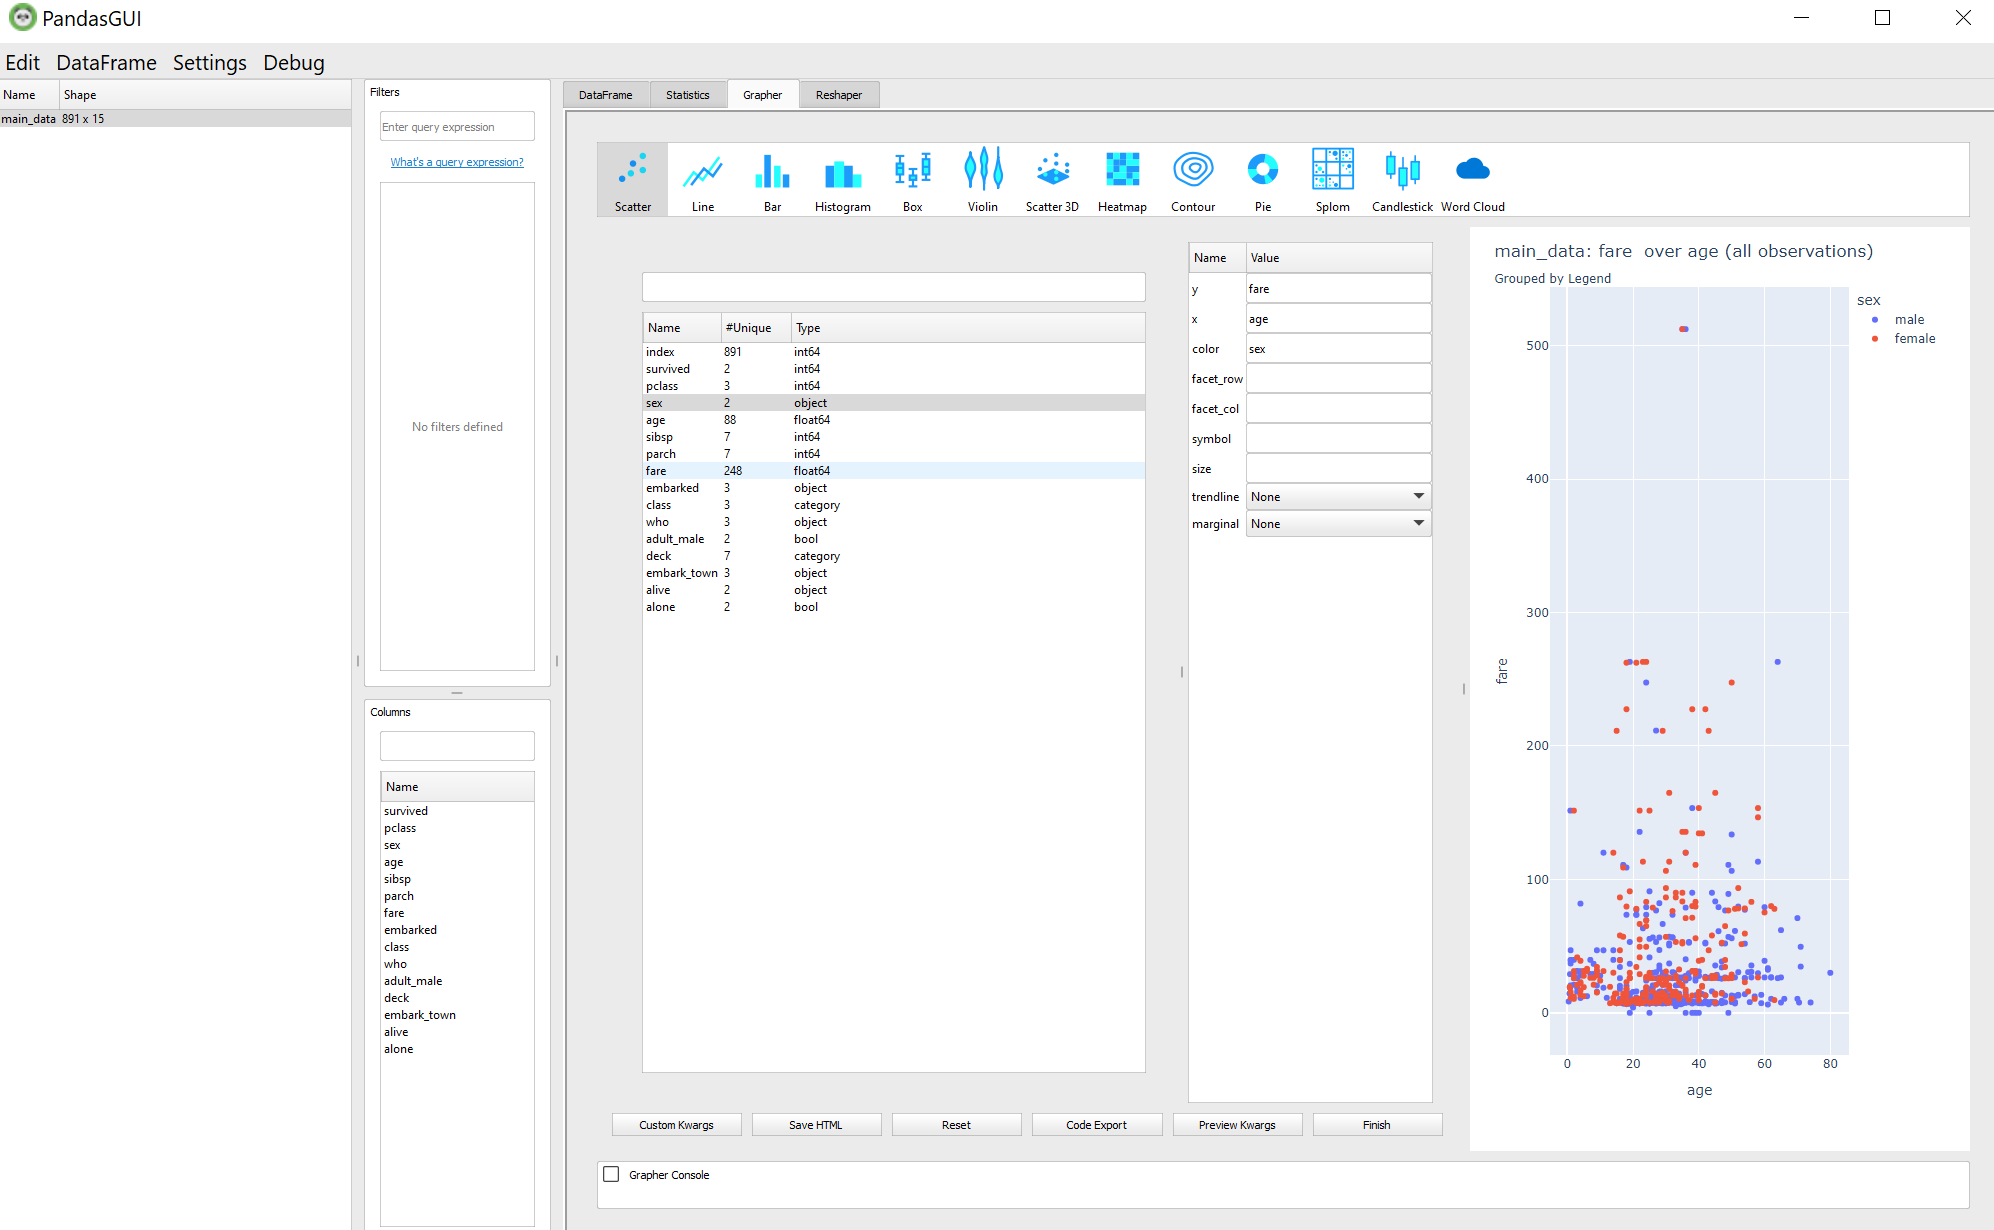 PandasGUI
Edit DataFrame Settings Debug
Name Shape
main_data 891 x 15
Filters
Enter query expression
What's a query expression?
No filters defined
Columns
Name
survived
pclass
sex
age
sibsp
parch
fare
embarked
class
who
adult_male
deck
embark_town
alive
alone
DataFrame Statistics Grapher Reshaper
Scatter Line Bar Histogram Box Violin Scatter 3D Heatmap Contour Pie Splom Candlestick Word Cloud
Name #Unique Type
index 891 int64
survived 2 int64
pclass 3 int64
sex 2 object
age 88 float64
sibsp 7 int64
parch 7 int64
fare 248 float64
embarked 3 object
class 3 category
who 3 object
adult_male 2 bool
deck 7 category
embark_town 3 object
alive 2 object
alone 2 bool
Name Value
y fare
x age
color sex
facet_row
facet_col
symbol
size
trendline None
marginal None
main_data: fare  over age (all observations)
Grouped by Legend
sex
male
female
500
400
300
200
100
0
fare
0 20 40 60 80
age
Custom Kwargs Save HTML Reset Code Export Preview Kwargs Finish
Grapher Console